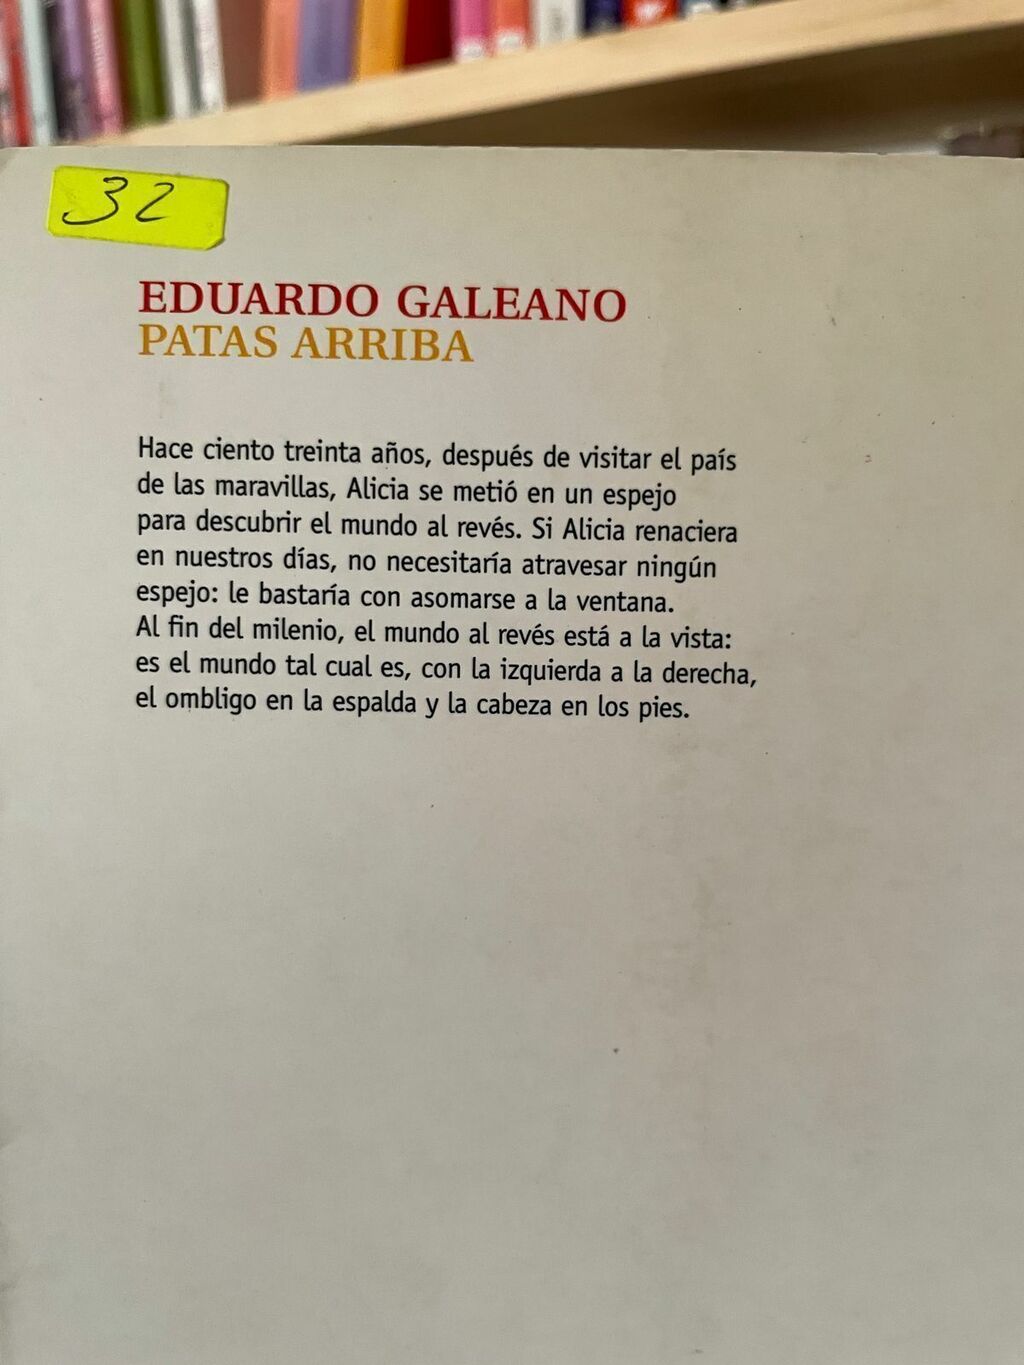 32
EDUARDO GALEANO
PATAS ARRIBA
Hace ciento treinta años, después de visitar el país
de las maravillas, Alicia se metió en un espejo
para descubrir el mundo al revés. Si Alicia renaciera
en nuestros días, no necesitaría atravesar ningún
espejo: le bastaría con asomarse a la ventana.
Al fin del milenio, el mundo al revés está a la vista:
es el mundo tal cual es, con la izquierda a la derecha,
el ombligo en la espalda y la cabeza en los pies.